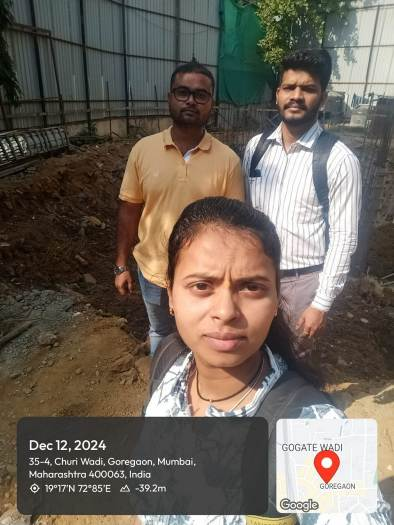 Dec 12, 2024
35-4, Churi Wadi, Goregaon, Mumbai,
Maharashtra 400063, India
19°17'N 72°85'E -39.2m
GOGATE WADI
GOREGAON
Google